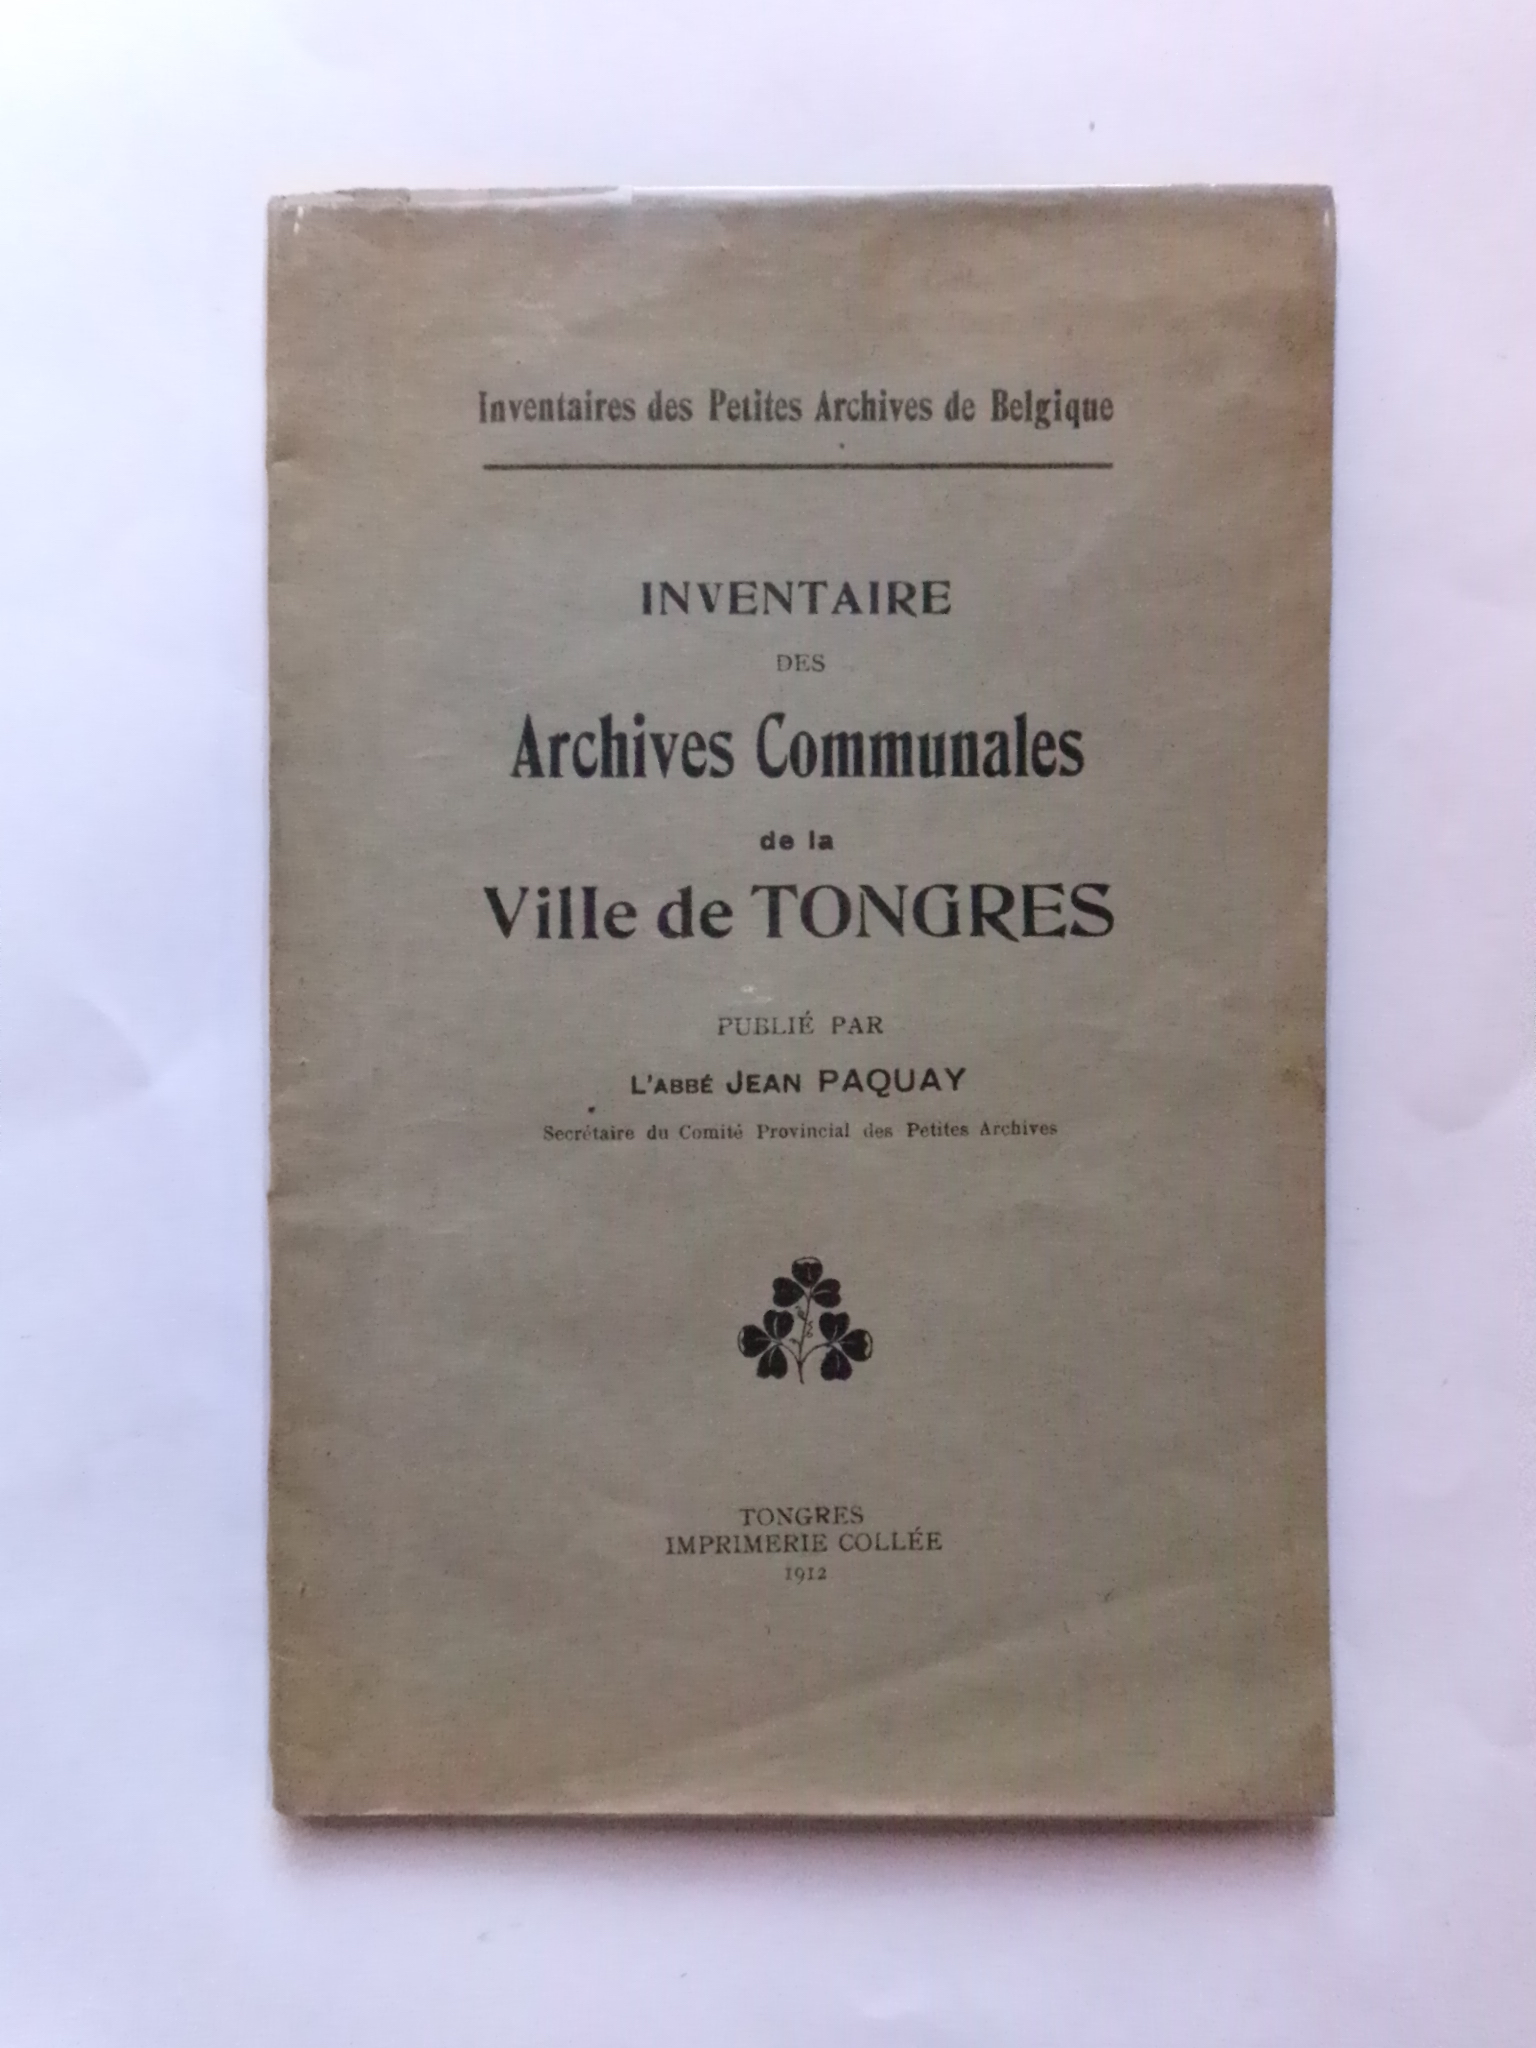 Inventaires des Petites Archives de Belgique
INVENTAIRE
DES
Archives Communales
de la
Ville de TONGRES
PUBLIÉ PAR
L'ABBÉ JEAN PAQUAY
Secrétaire du Comité Provincial des Petites Archives
TONGRES
IMPRIMERIE COLLÉE
1912